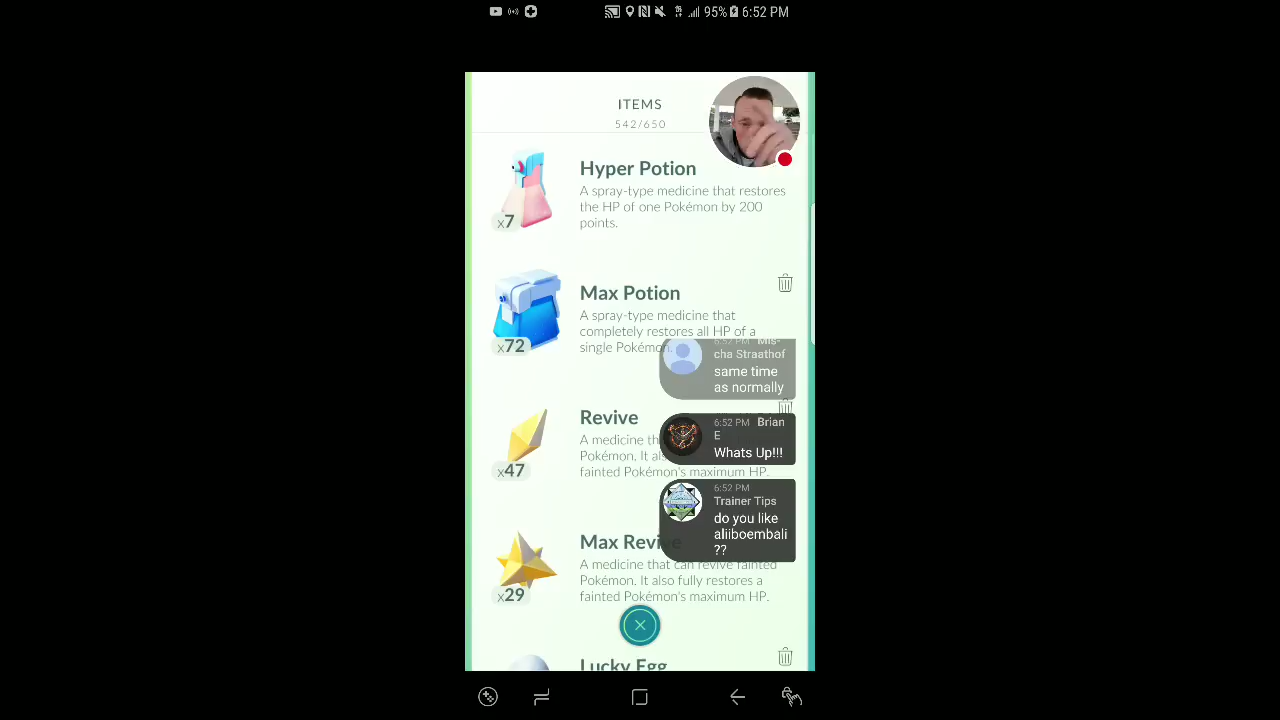 95% 6:52 PM
ITEMS
542/650
Hyper Potion
A spray-type medicine that restores
the HP of one Pokémon by 200
points.
x7
Max Potion
A spray-type medicine that
completely restores all HP of a
single Pokémon.
x72
6:52 PM Mis-
cha Straathof
same time
as normally
Revive
A medicine th
Pokémon. It als
fainted Pokémon's maximum HP.
x47
6:52 PM Brian
E
Whats Up!!!
6:52 PM
Trainer Tips
do you like
aliiboembali
??
Max Revive
A medicine that can revive fainted
Pokémon. It also fully restores a
fainted Pokémon's maximum HP.
x29
Lucky Egg